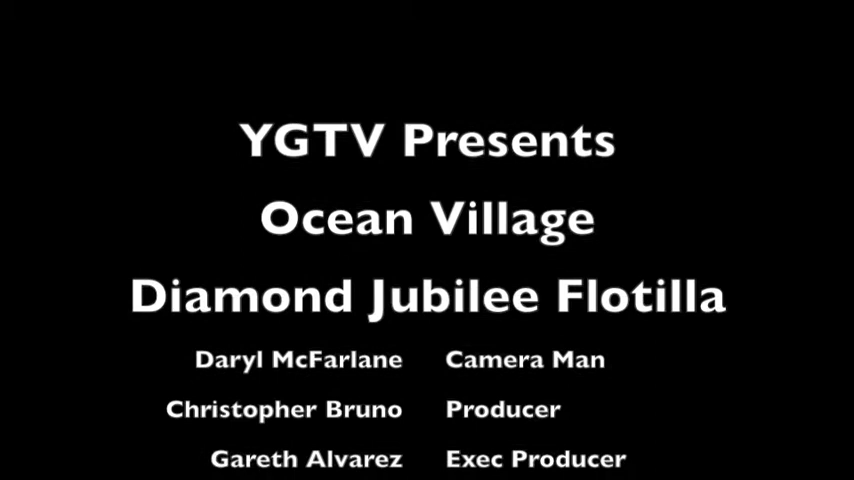 YGTV Presents
Ocean Village
Diamond Jubilee Flotilla
Daryl McFarlane Camera Man
Christopher Bruno Producer
Gareth Alvarez Exec Producer